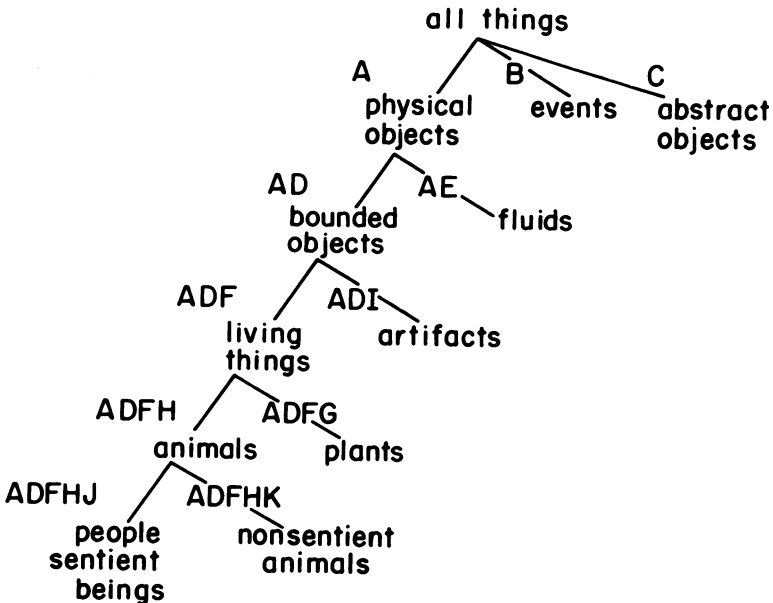 all things
A
B
C
physical
objects
events
abstract
objects
AD
AE
bounded
objects
fluids
ADF
ADI
living
things
artifacts
ADFH
ADFG
animals
plants
ADFHJ
ADFHK
people
sentient
beings
nonsentient
animals